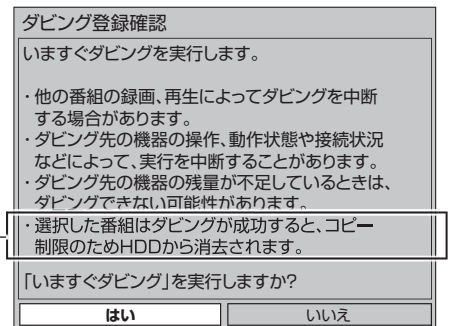 ダビング登録確認
いますぐダビングを実行します。
・他の番組の録画、再生によってダビングを中断
する場合があります。
・ダビング先の機器の操作、動作状態や接続状況
などによって、実行を中断することがあります。
・ダビング先の機器の残量が不足しているときは、
ダビングできない可能性があります。
・選択した番組はダビングが成功すると、コピー
制限のためHDDから消去されます。
「いますぐダビング」を実行しますか?
はい
いいえ